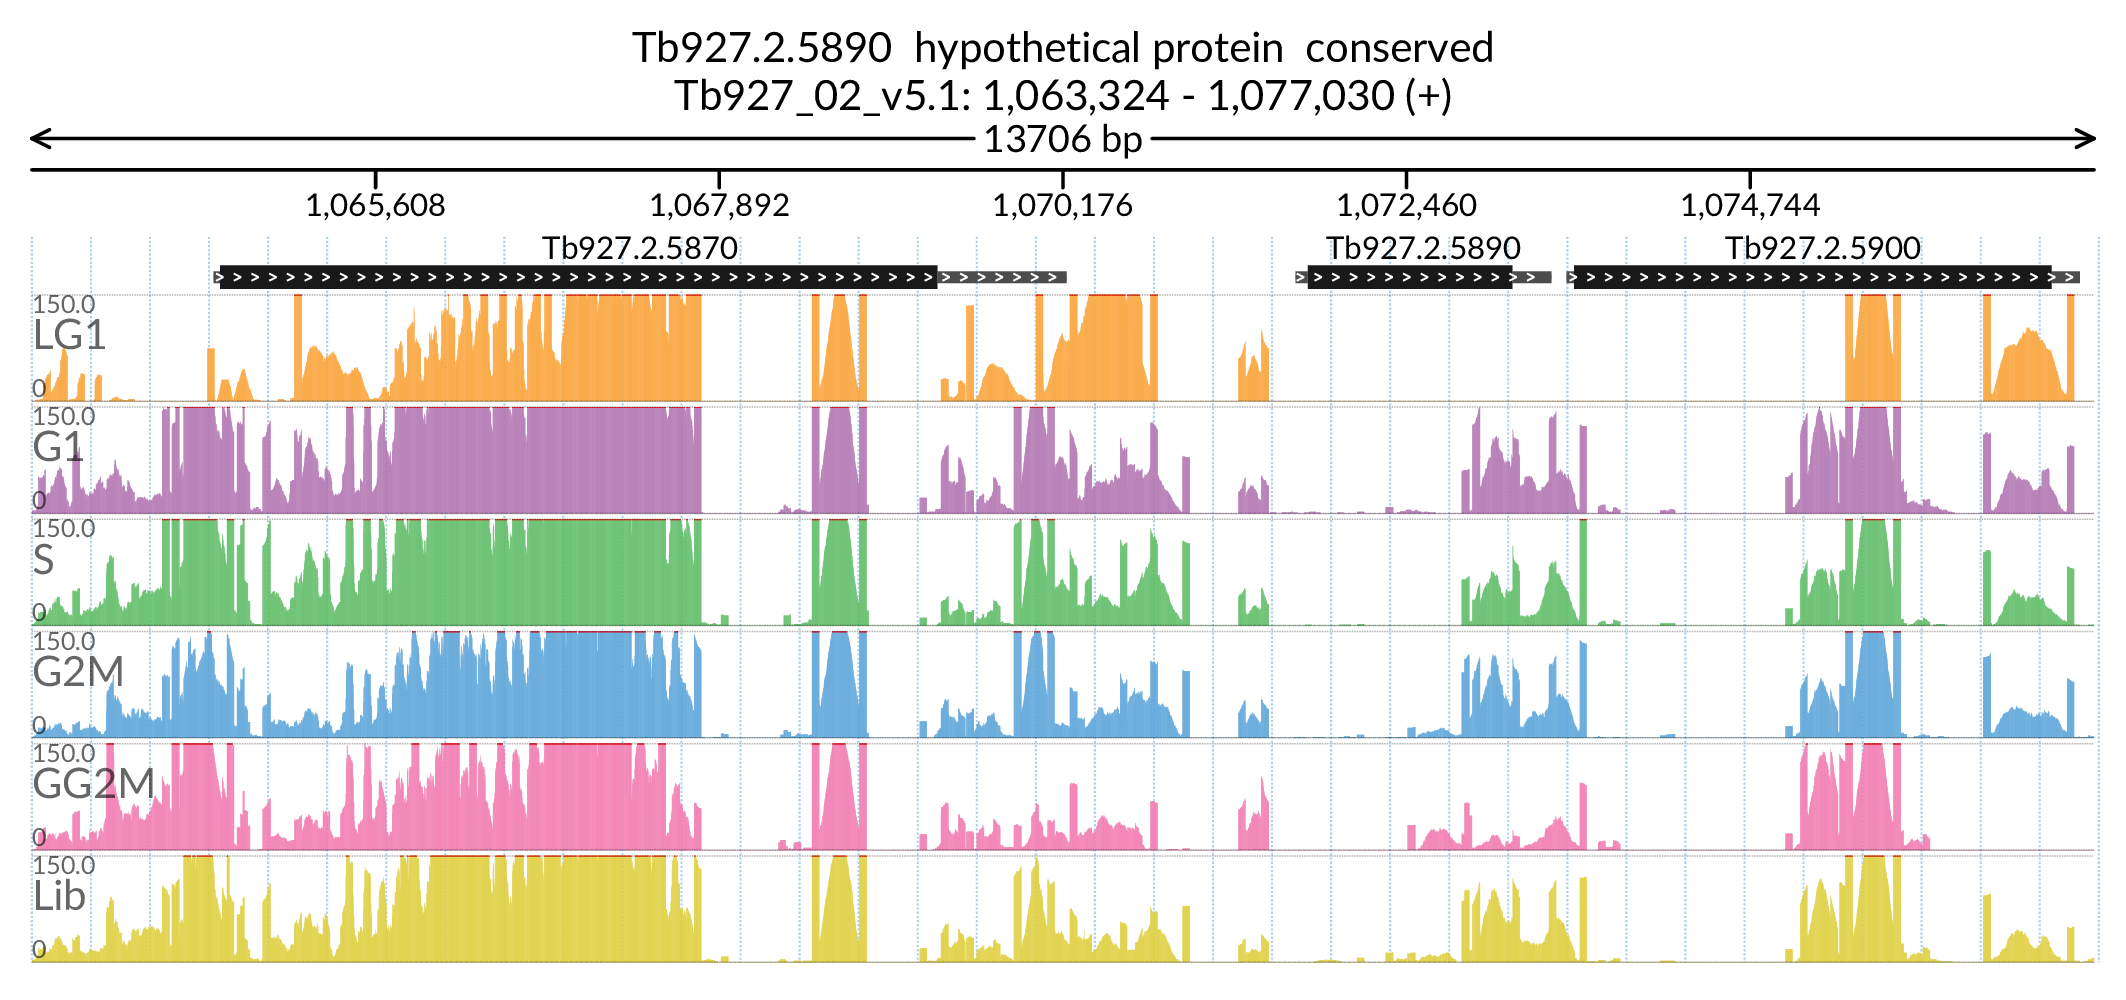 Tb927.2.5890  hypothetical protein  conserved
Tb927_02_v5.1: 1,063,324 - 1,077,030 (+)
13706 bp
1,065,608 1,067,892 1,070,176 1,072,460 1,074,744
Tb927.2.5870 Tb927.2.5890 Tb927.2.5900
150.0
LG1
0
150.0
G1
0
150.0
S
0
150.0
G2M
0
150.0
GG2M
0
150.0
Lib
0